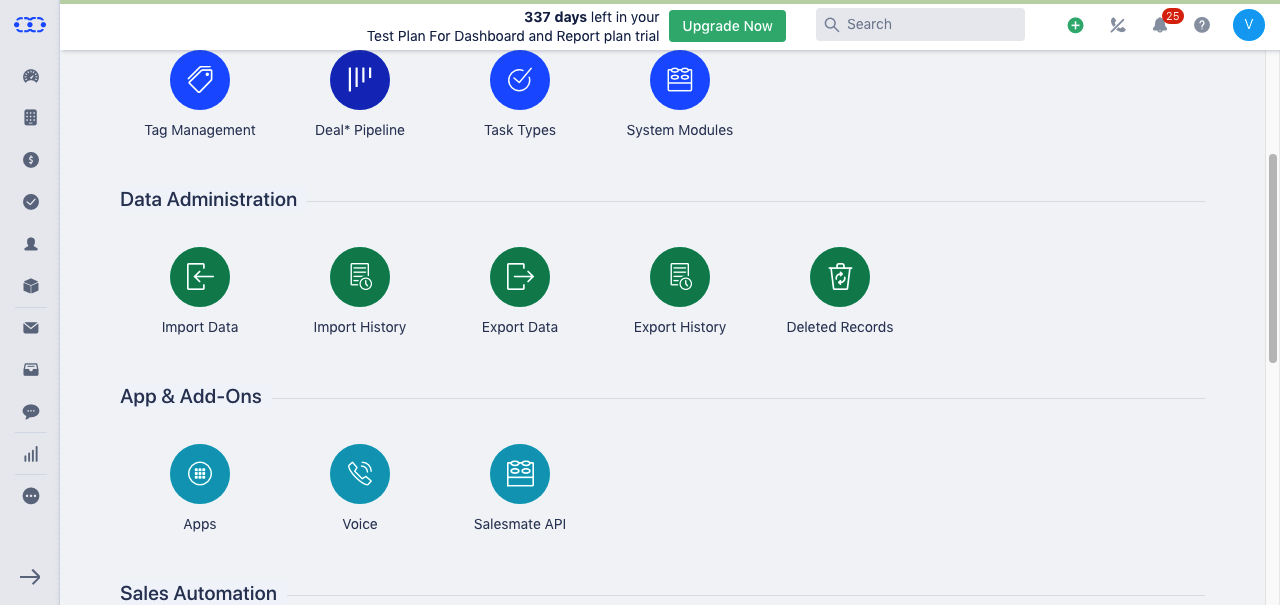 337 days left in your
Test Plan For Dashboard and Report plan trial
Upgrade Now
Search
25
?
V
Tag Management
Deal* Pipeline
Task Types
System Modules
Data Administration
Import Data
Import History
Export Data
Export History
Deleted Records
App & Add-Ons
Apps
Voice
Salesmate API
Sales Automation